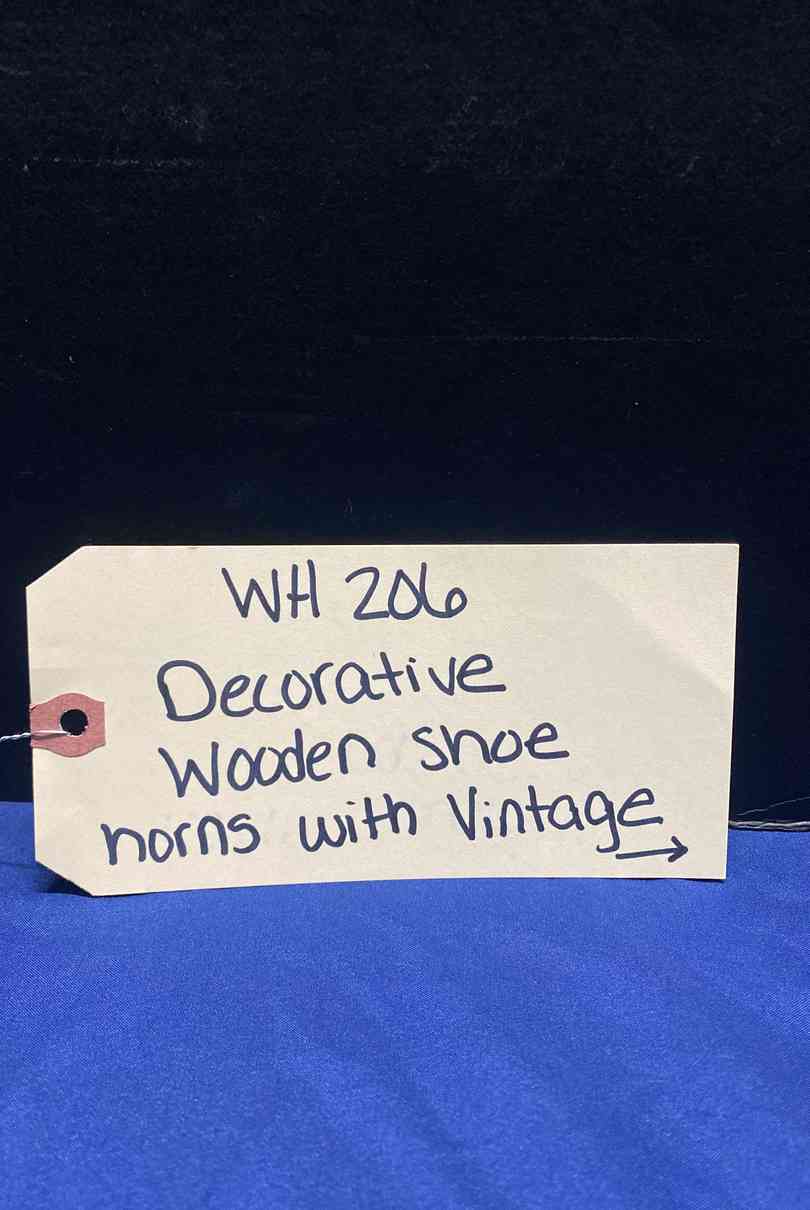 WH 206
Decorative
Wooden shoe
horns with Vintage
→